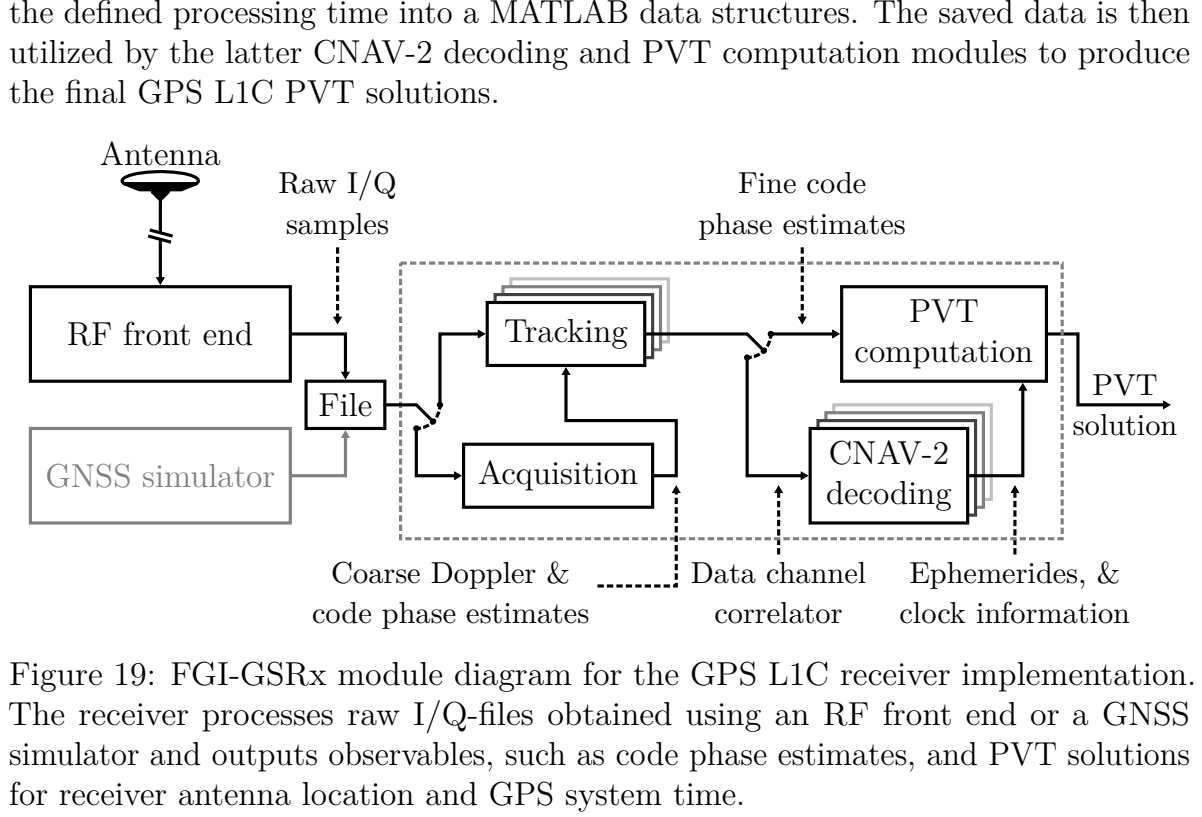 the defined processing time into a MATLAB data structures. The saved data is then
utilized by the latter CNAV-2 decoding and PVT computation modules to produce
the final GPS L1C PVT solutions.
Antenna
Raw I/Q
samples
Fine code
phase estimates
RF front end
Tracking
PVT
computation
File
PVT
solution
GNSS simulator
Acquisition
CNAV-2
decoding
Coarse Doppler &
code phase estimates
Data channel
correlator
Ephemerides, &
clock information
Figure 19: FGI-GSRx module diagram for the GPS L1C receiver implementation.
The receiver processes raw I/Q-files obtained using an RF front end or a GNSS
simulator and outputs observables, such as code phase estimates, and PVT solutions
for receiver antenna location and GPS system time.